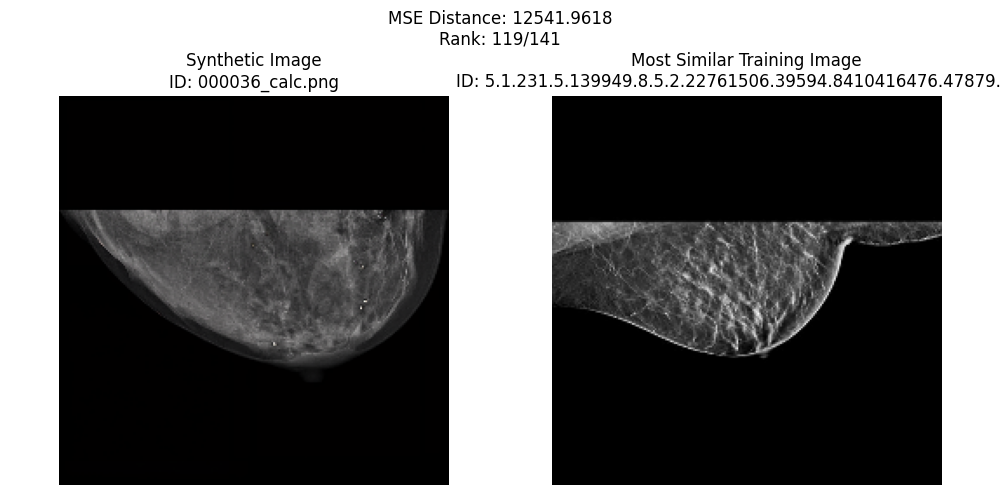 MSE Distance: 12541.9618
Rank: 119/141
Synthetic Image
ID: 000036_calc.png
Most Similar Training Image
ID: 5.1.231.5.139949.8.5.2.22761506.39594.8410416476.47879.